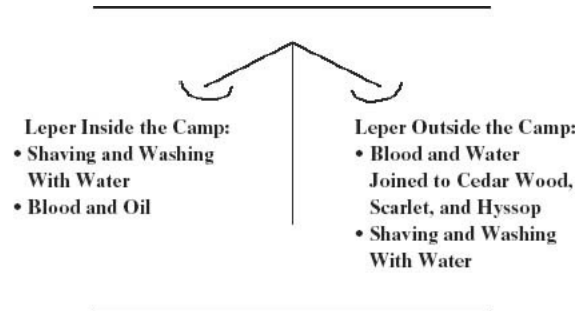 Leper Inside the Camp:
• Shaving and Washing
With Water
• Blood and Oil
Leper Outside the Camp:
• Blood and Water
Joined to Cedar Wood,
Scarlet, and Hyssop
• Shaving and Washing
With Water